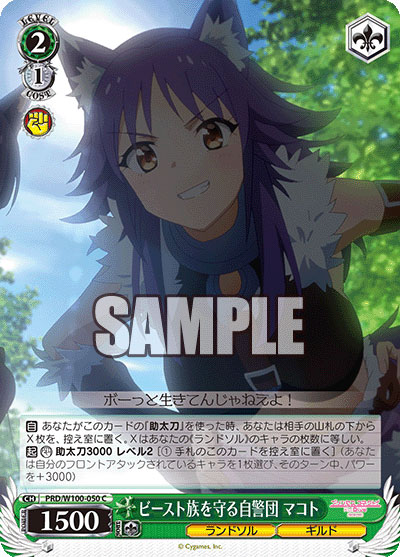 LEVEL
2
1
COST
SAMPLE
ボーっと生きてんじゃねえよ！
自 あなたがこのカードの「助太刀」を使った時、あなたは相手の山札の下から
X枚を、控え室に置く。Xはあなたの《ランドソル》のキャラの枚数に等しい。
起 助太刀3000 レベル2 [① 手札のこのカードを控え室に置く] （あなた
は自分のフロントアタックされているキャラを1枚選び、そのターン中、パワー
を＋3000）
CH PRD/W100-050 C
ビースト族を守る自警団 マコト
1500
SOUL
ランドソル
ギルド
© Cygames, Inc.